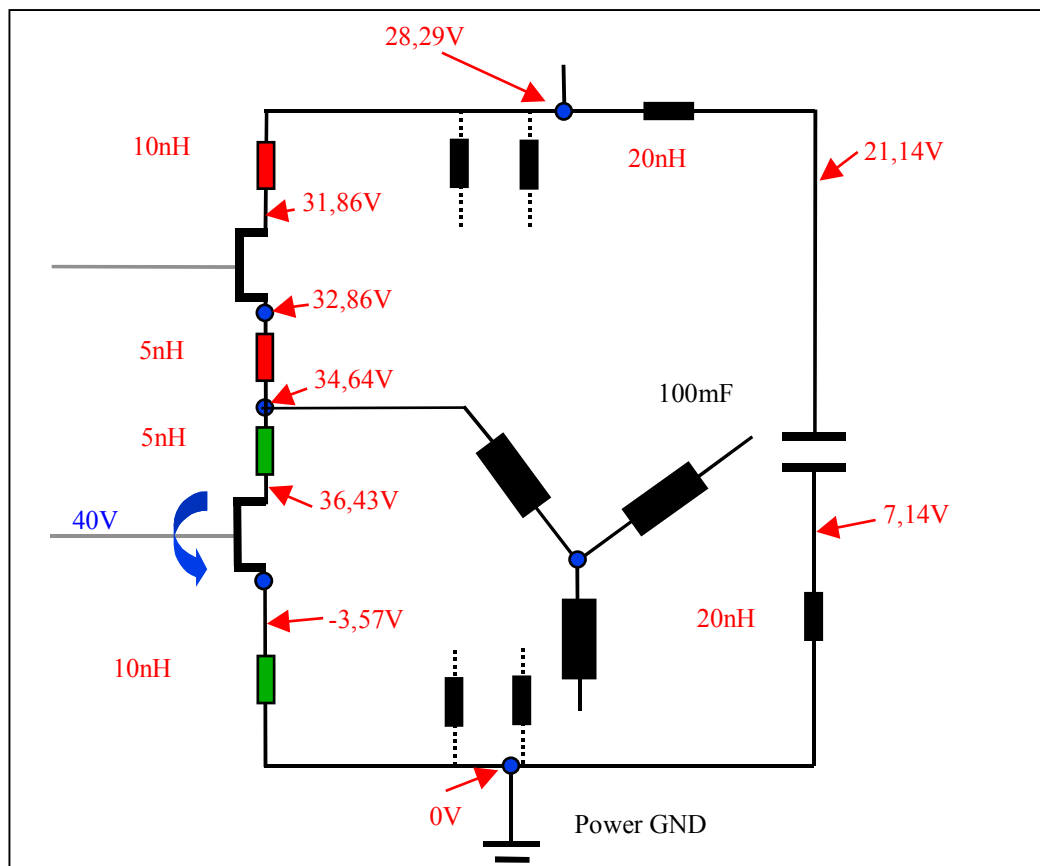 28,29V
10nH
20nH
21,14V
31,86V
32,86V
5nH
34,64V
100mF
5nH
36,43V
40V
7,14V
-3,57V
20nH
10nH
0V
Power GND